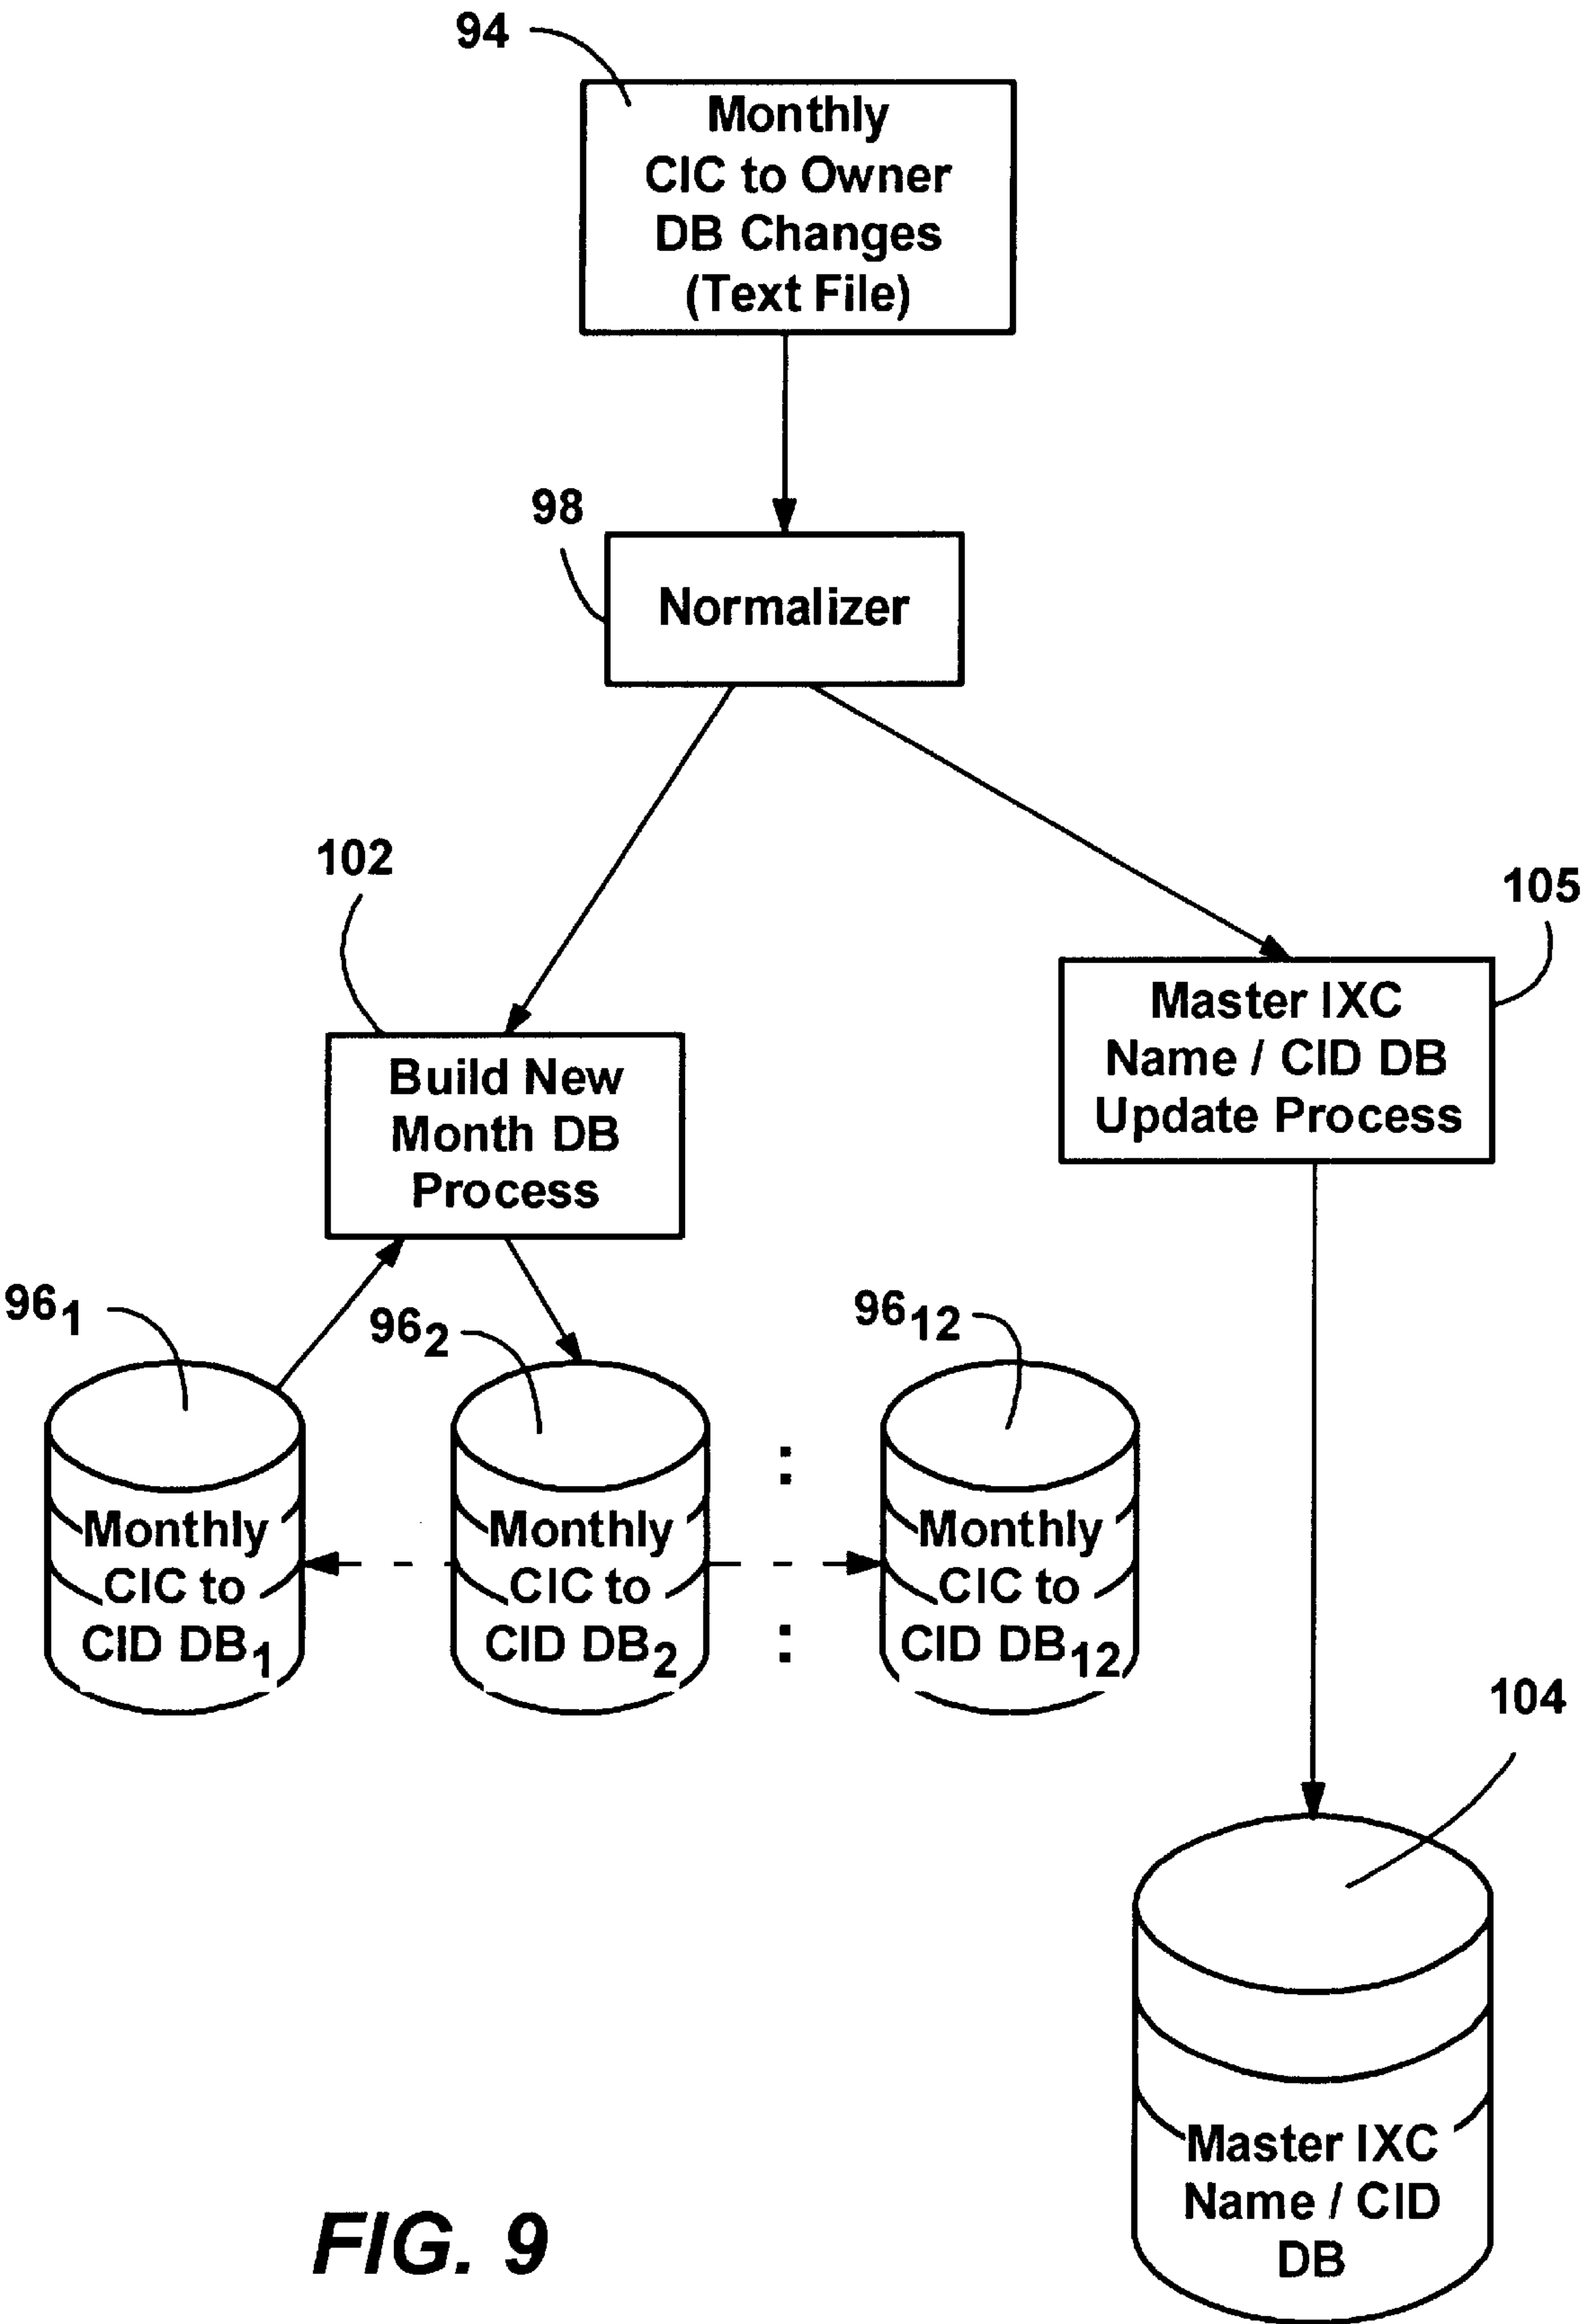 94
Monthly
CIC to Owner
DB Changes
(Text File)
98
Normalizer
102
105
Build New
Month DB
Process
Master IXC
Name / CID DB
Update Process
96₁
96₂
96₁₂
Monthly
CIC to
CID DB₁
Monthly
CIC to
CID DB₂
:
:
Monthly
CIC to
CID DB₁₂
104
Master IXC
Name / CID
DB
FIG. 9